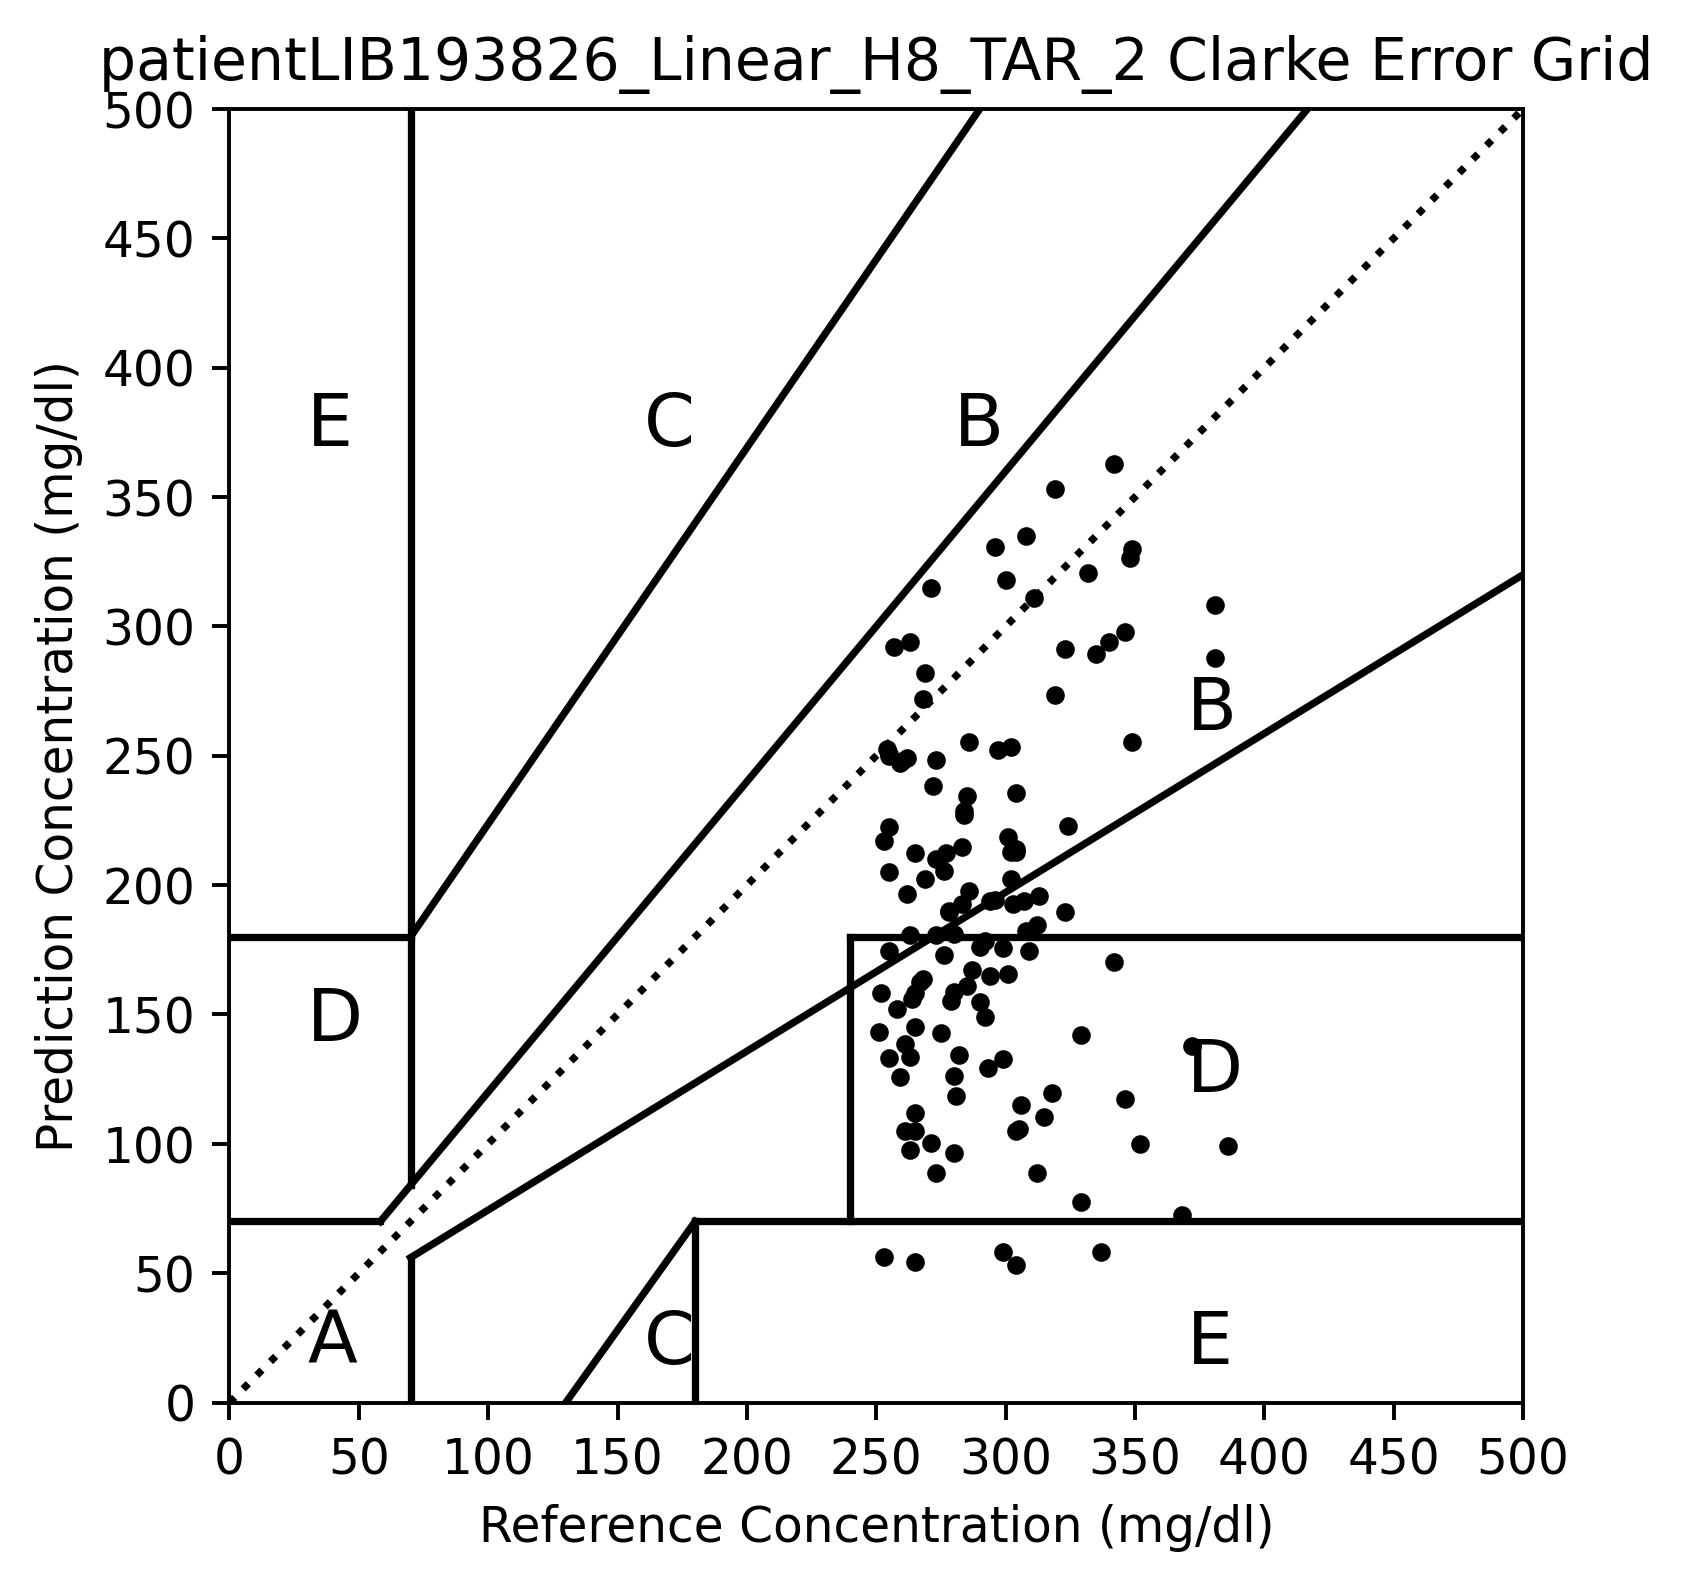 patientLIB193826_Linear_H8_TAR_2 Clarke Error Grid
500
450
400
350
300
250
200
150
100
50
0
Prediction Concentration (mg/dl)
E
C
B
B
D
D
A
C
E
0 50 100 150 200 250 300 350 400 450 500
Reference Concentration (mg/dl)